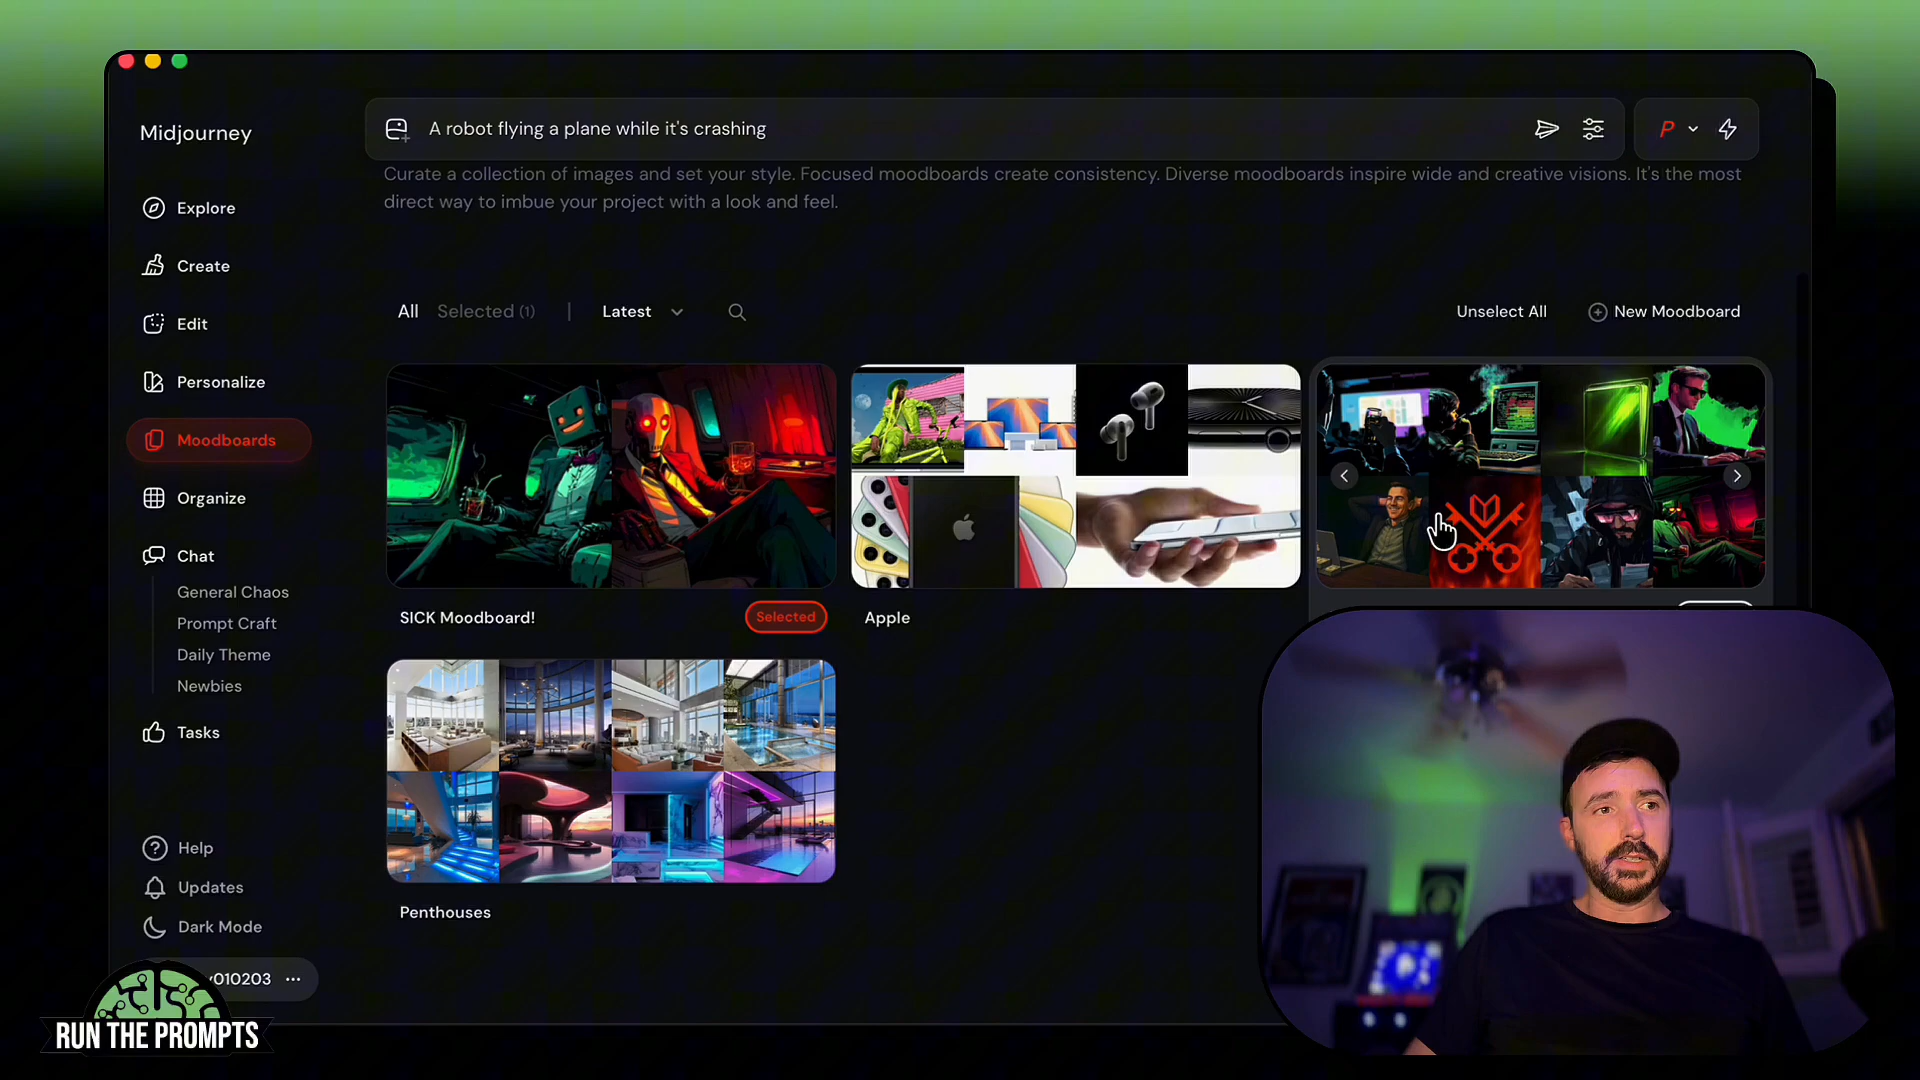 Midjourney
A robot flying a plane while it's crashing
P
Curate a collection of images and set your style. Focused moodboards create consistency. Diverse moodboards inspire wide and creative visions. It's the most
direct way to imbue your project with a look and feel.
Explore
Create
Edit
Personalize
Moodboards
Organize
Chat
General Chaos
Prompt Craft
Daily Theme
Newbies
Tasks
Help
Updates
Dark Mode
010203
All Selected (1) | Latest
Unselect All New Moodboard
SICK Moodboard! Selected
Apple
Penthouses
RUN THE PROMPTS